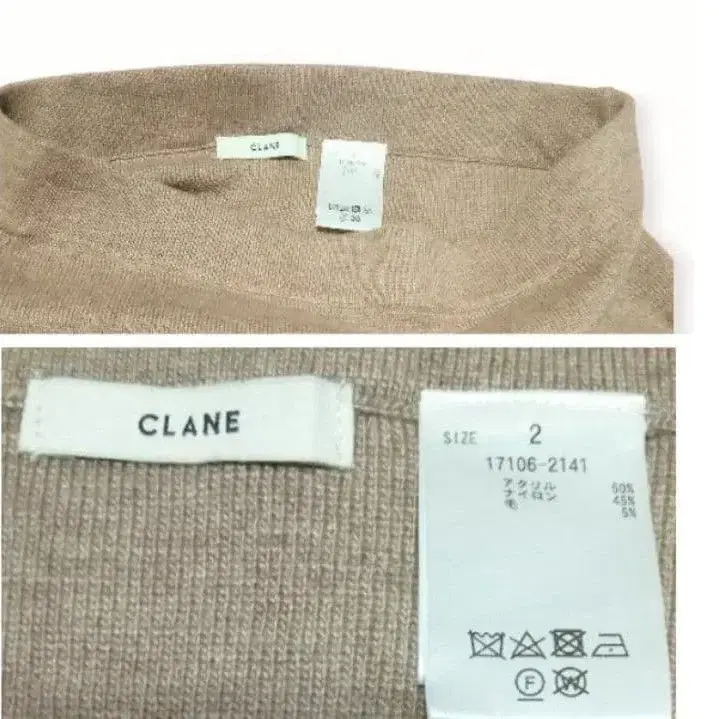 CLANE
CLANE
SIZE 2
17106-2141
アクリル 50%
ナイロン 45%
毛 5%
F
W